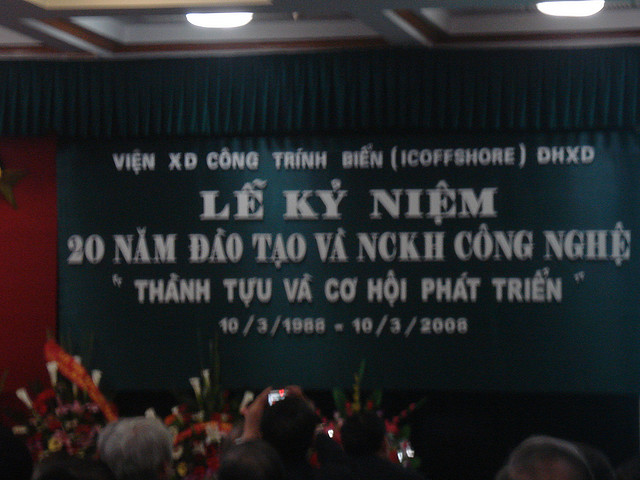 VIỆN XD CÔNG TRÌNH BIỂN (ICOFFSHORE) ĐHXD
LỄ KỶ NIỆM
20 NĂM ĐÀO TẠO VÀ NCKH CÔNG NGHỆ
" THÀNH TỰU VÀ CƠ HỘI PHÁT TRIỂN "
10/3/1988 - 10/3/2008